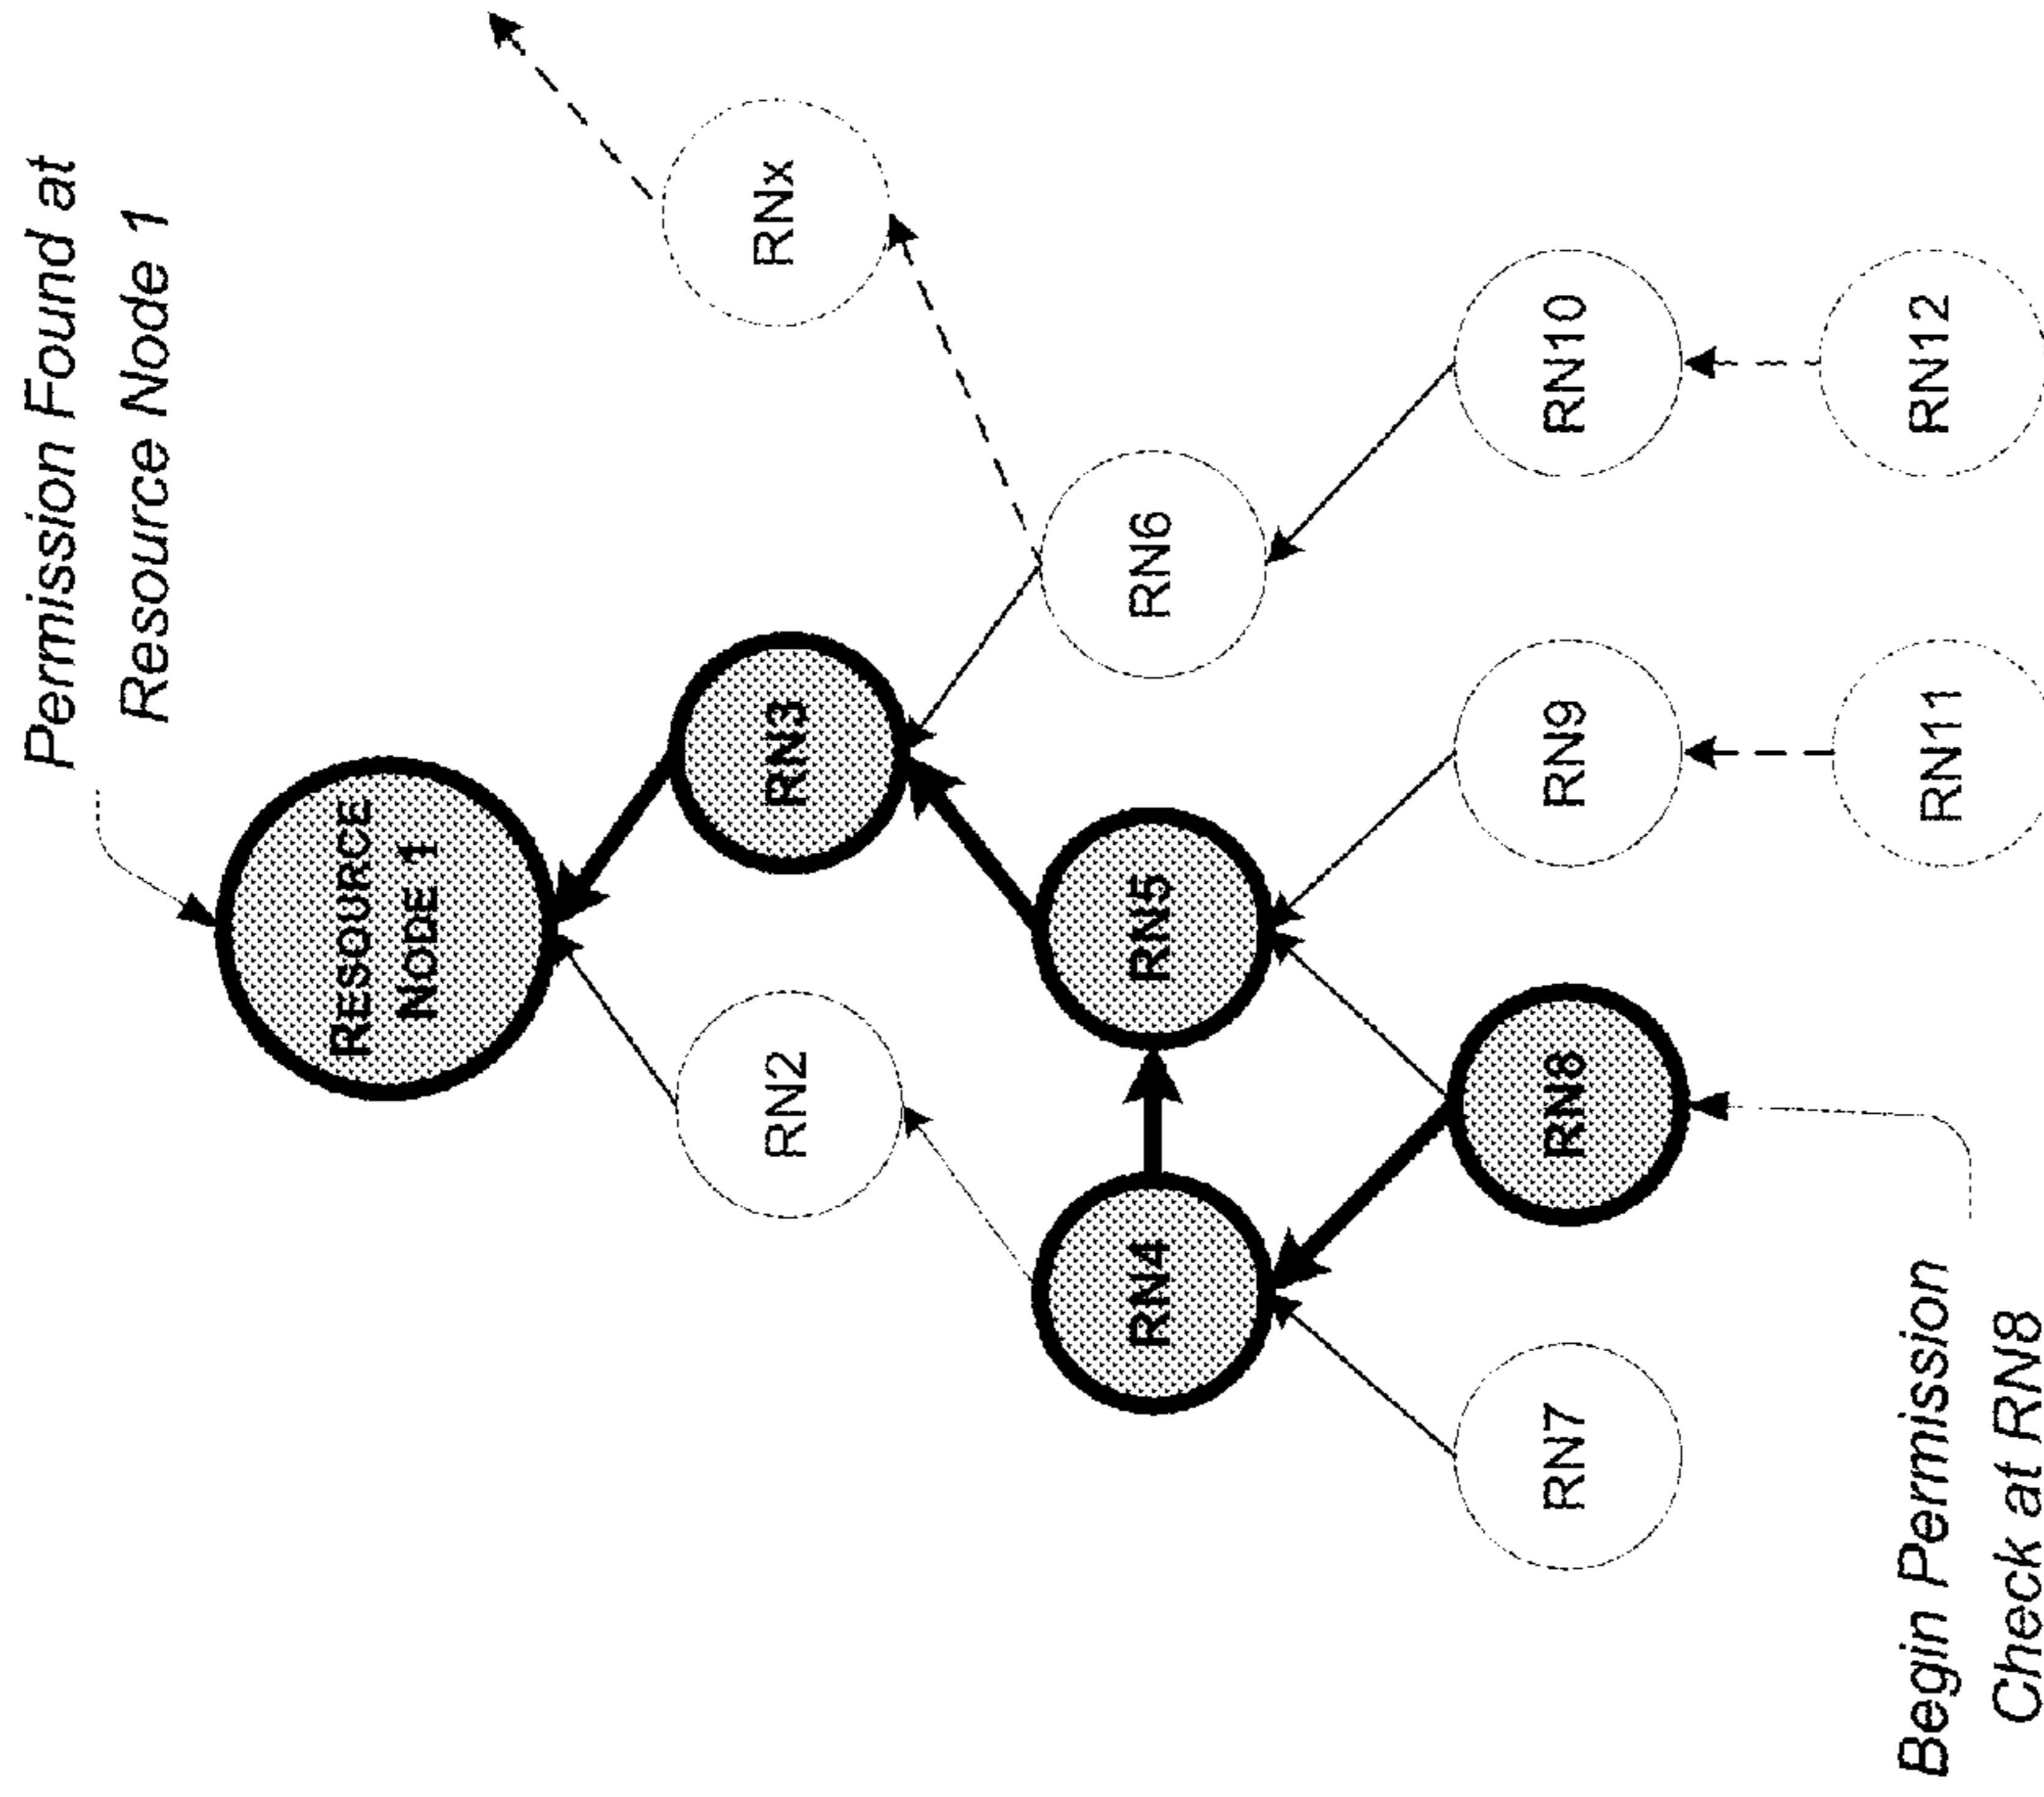 Permission Found at
Resource Node 1
RESOURCE
NODE 1
RN2
RN3
RNx
RN4
RN5
RN6
RN7
RN8
RN9
RN10
RN11
RN12
Begin Permission
Check at RN8